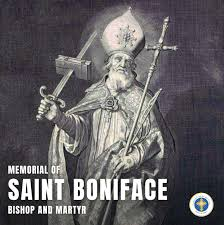 MEMORIAL OF
SAINT BONIFACE
BISHOP AND MARTYR